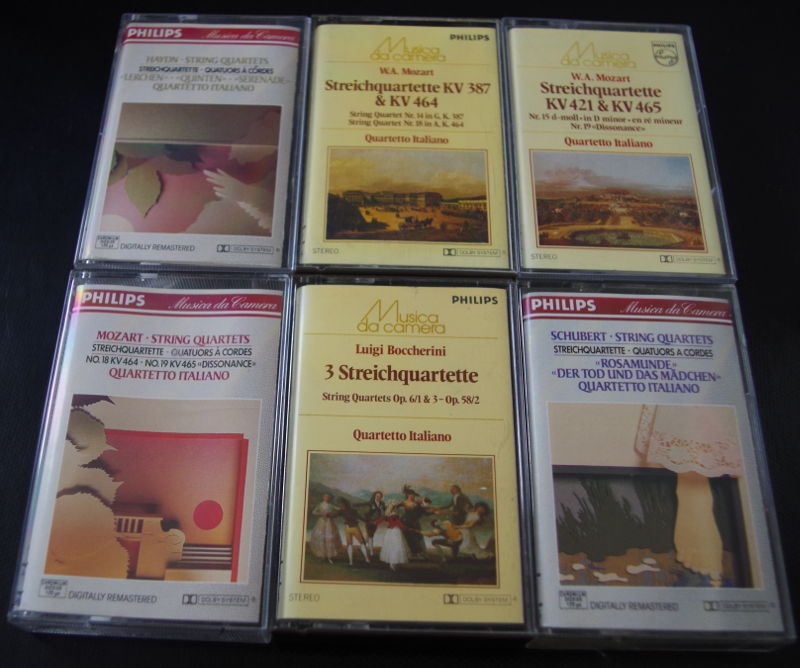 PHILIPS Musica da Camera
HAYDN · STRING QUARTETS
STREICHQUARTETTE · QUATUORS À CORDES
«LERCHEN» · «QUINTEN» · «SERENADE»
QUARTETTO ITALIANO
CHROMIUM
DIGITALLY REMASTERED
DOLBY SYSTEM
Musica da camera
PHILIPS
W.A. Mozart
Streichquartette KV 387
& KV 464
String Quartet Nr. 14 in G, K. 387
String Quartet Nr. 18 in A, K. 464
Quartetto Italiano
STEREO
DOLBY SYSTEM
Musica da camera
PHILIPS
W.A. Mozart
Streichquartette
KV 421 & KV 465
Nr. 15 d-moll · in D minor · en ré mineur
Nr. 19 «Dissonance»
Quartetto Italiano
STEREO
DOLBY SYSTEM
PHILIPS Musica da Camera
MOZART · STRING QUARTETS
STREICHQUARTETTE · QUATUORS À CORDES
NO. 18 KV 464 · NO. 19 KV 465 «DISSONANCE»
QUARTETTO ITALIANO
CHROMIUM
DIGITALLY REMASTERED
DOLBY SYSTEM
Musica da camera
PHILIPS
Luigi Boccherini
3 Streichquartette
String Quartets Op. 6/1 & 3 – Op. 58/2
Quartetto Italiano
STEREO
DOLBY SYSTEM
PHILIPS Musica da Camera
SCHUBERT · STRING QUARTETS
STREICHQUARTETTE · QUATUORS A CORDES
«ROSAMUNDE»
«DER TOD UND DAS MÄDCHEN»
QUARTETTO ITALIANO
CHROMIUM
DIGITALLY REMASTERED
DOLBY SYSTEM